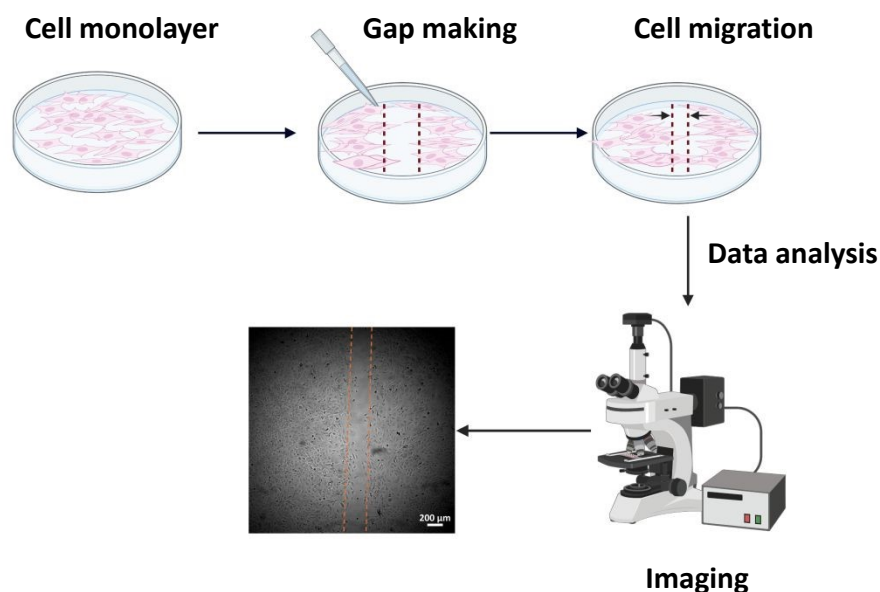 Cell monolayer
Gap making
Cell migration
Data analysis
200 µm
Imaging